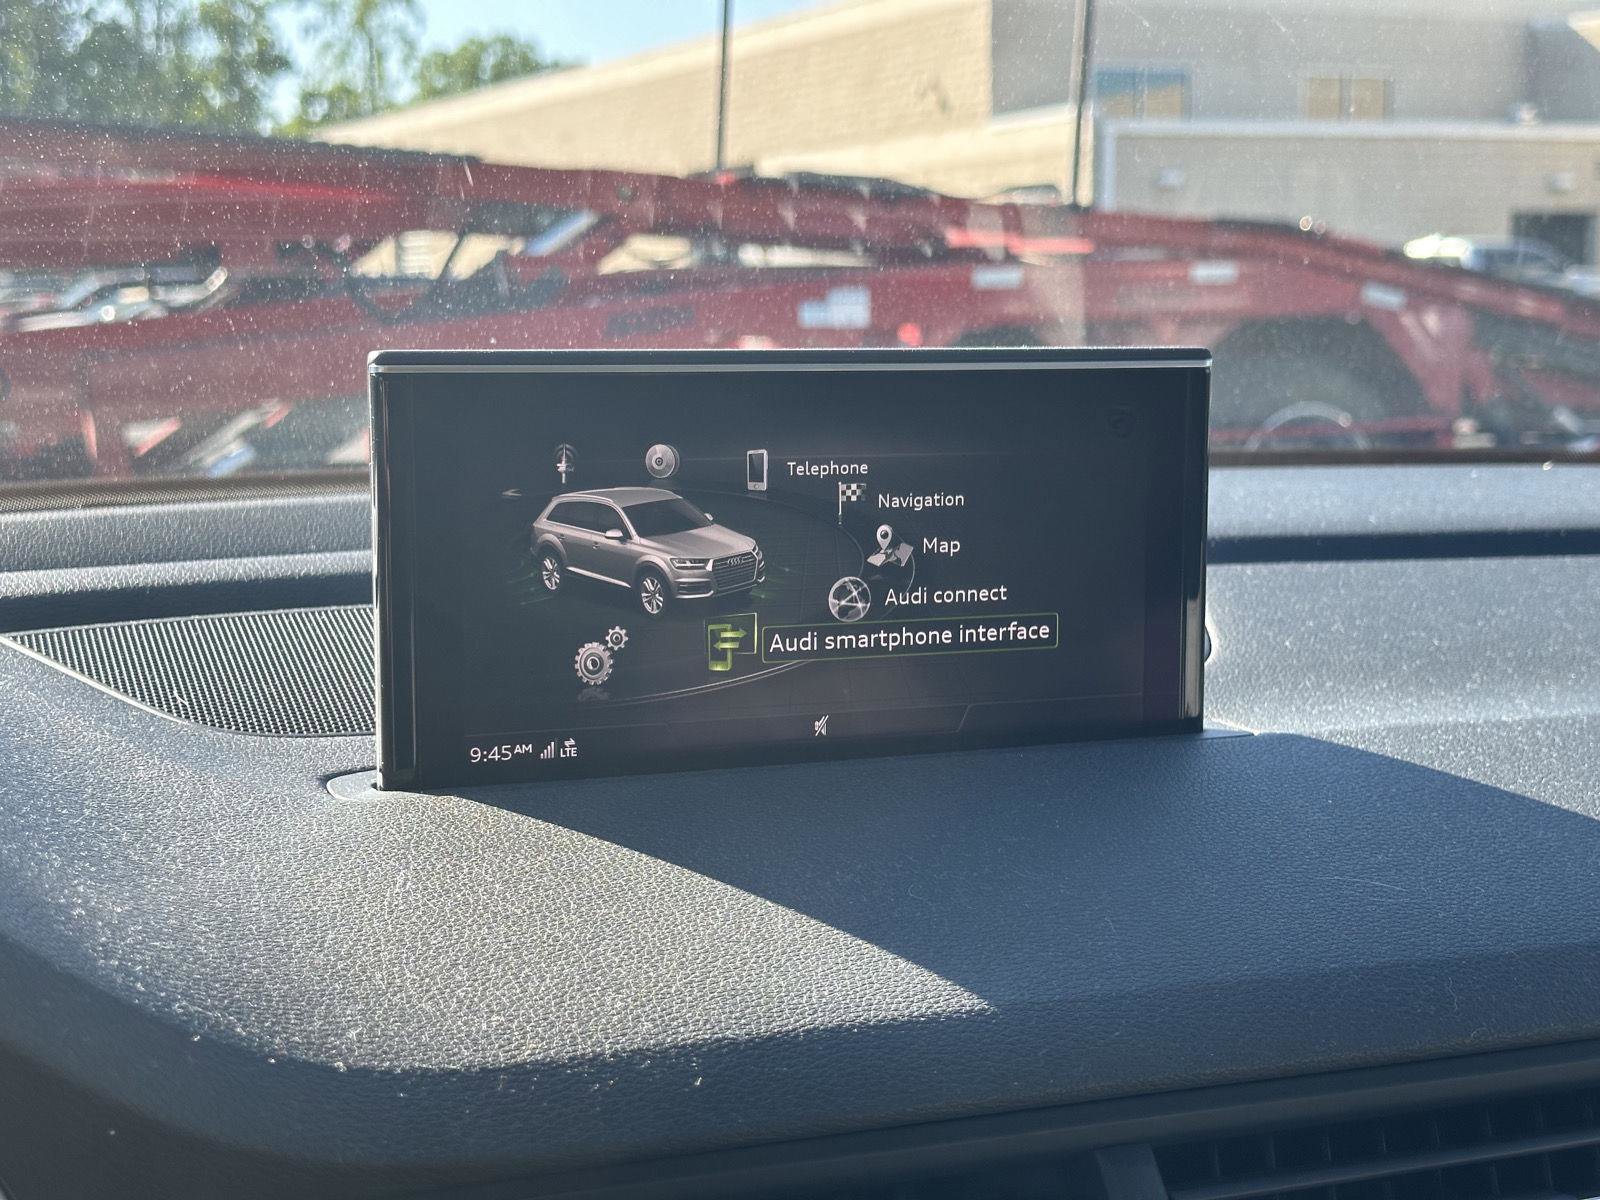 Telephone
Navigation
Map
Audi connect
Audi smartphone interface
9:45AM LTE